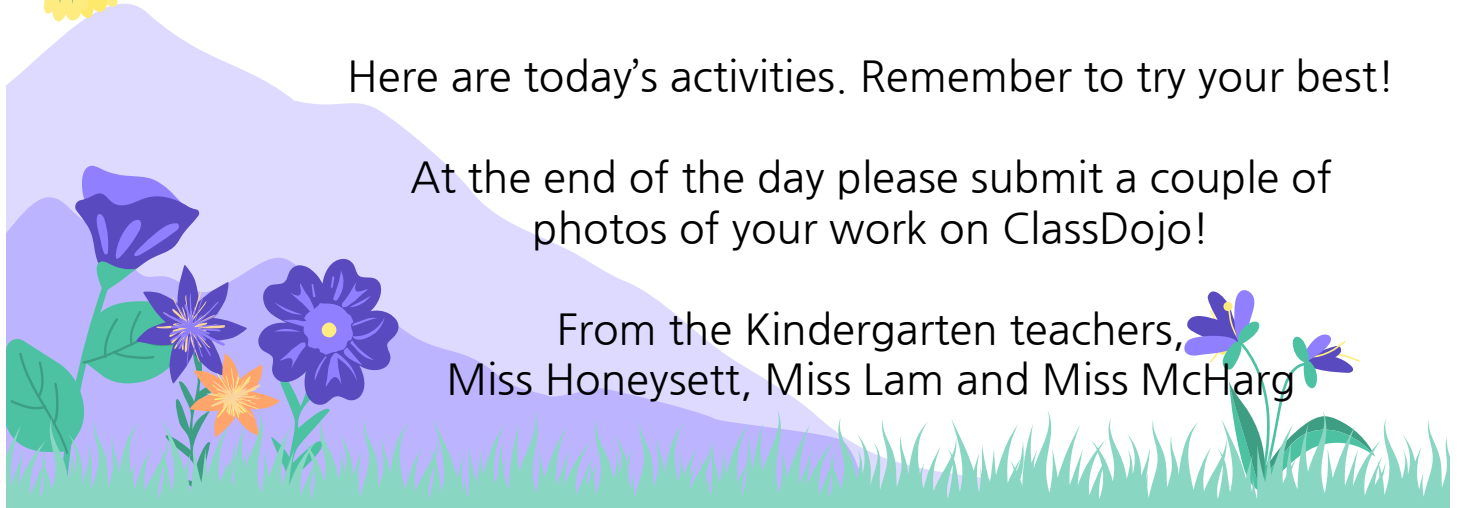 Here are today’s activities. Remember to try your best!
At the end of the day please submit a couple of
photos of your work on ClassDojo!
From the Kindergarten teachers,
Miss Honeysett, Miss Lam and Miss McHarg